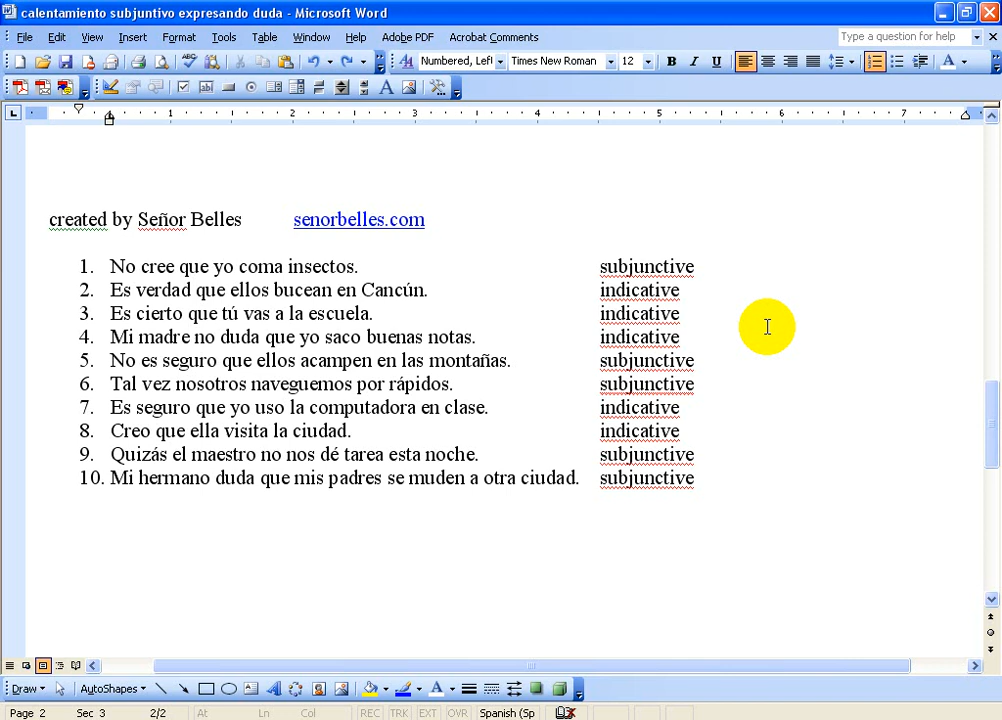 calentamiento subjuntivo expresando duda - Microsoft Word
File Edit View Insert Format Tools Table Window Help Adobe PDF Acrobat Comments Type a question for help
Numbered, Left Times New Roman 12 B I U
1 2 3 4 5 6 7
created by Señor Belles senorbelles.com
1. No cree que yo coma insectos. subjunctive
2. Es verdad que ellos bucean en Cancún. indicative
3. Es cierto que tú vas a la escuela. indicative
4. Mi madre no duda que yo saco buenas notas. indicative
5. No es seguro que ellos acampen en las montañas. subjunctive
6. Tal vez nosotros naveguemos por rápidos. subjunctive
7. Es seguro que yo uso la computadora en clase. indicative
8. Creo que ella visita la ciudad. indicative
9. Quizás el maestro no nos dé tarea esta noche. subjunctive
10. Mi hermano duda que mis padres se muden a otra ciudad. subjunctive
Draw AutoShapes
Page 2 Sec 3 2/2 At Ln Col REC TRK EXT OVR Spanish (Sp